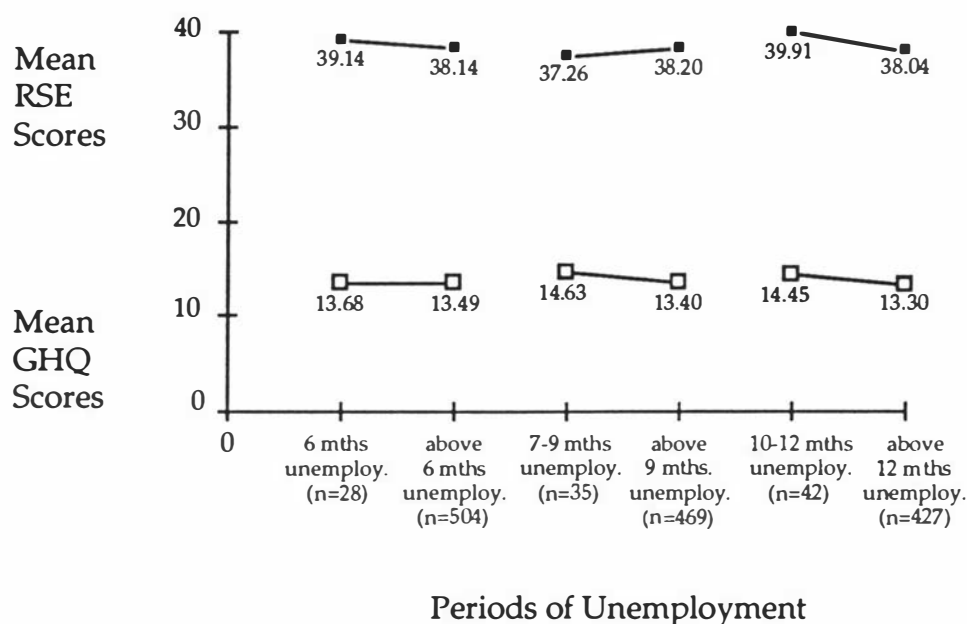 Mean
RSE
Scores
40
30
20
10
0
39.14
38.14
37.26
38.20
39.91
38.04
Mean
GHQ
Scores
13.68
13.49
14.63
13.40
14.45
13.30
0
6 mths
unemploy.
(n=28)
above
6 mths
unemploy.
(n=504)
7-9 mths
unemploy.
(n=35)
above
9 mths.
unemploy.
(n=469)
10-12 mths
unemploy.
(n=42)
above
12 mths
unemploy.
(n=427)
Periods of Unemployment